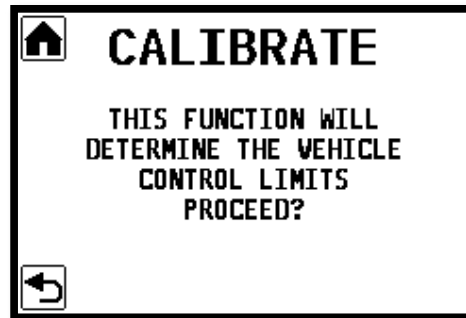 CALIBRATE
THIS FUNCTION WILL
DETERMINE THE VEHICLE
CONTROL LIMITS
PROCEED?